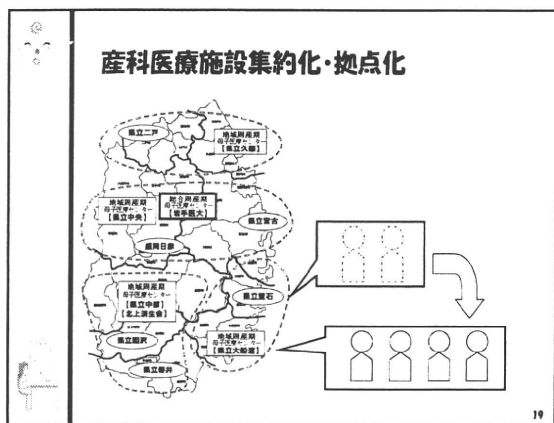 産科医療施設集約化・拠点化
県立二戸
地域周産期
母子医療センター
【県立久慈】
地域周産期
母子医療センター
【県立中央】
総合周産期
母子医療センター
【岩手医大】
県立宮古
盛岡日赤
地域周産期
母子医療センター
【県立中部】
【北上済生会】
県立釜石
県立胆沢
地域周産期
母子医療センター
【県立大船渡】
県立磐井
19